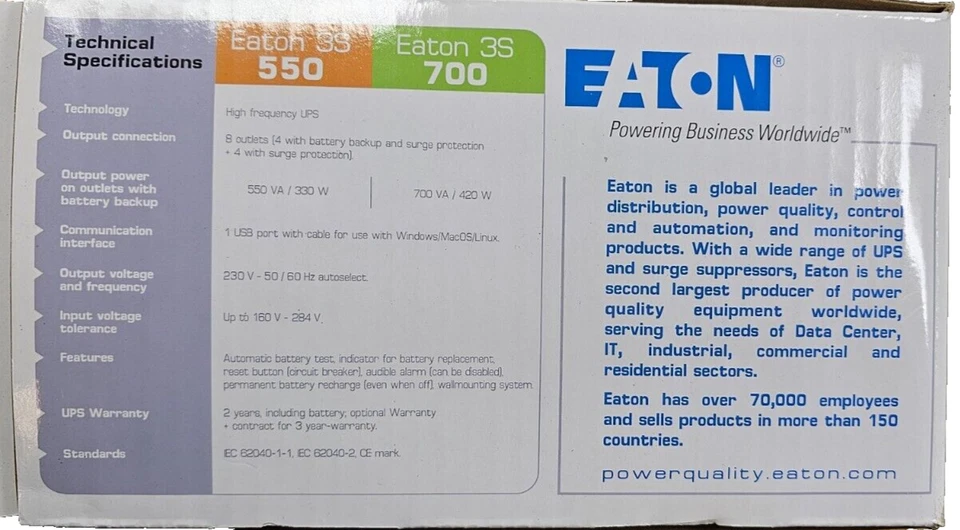 Technical
Specifications
Eaton 3S
550
Eaton 3S
700
Technology
High frequency UPS
Output connection
8 outlets (4 with battery backup and surge protection
+ 4 with surge protection).
Output power
on outlets with
battery backup
550 VA / 330 W
700 VA / 420 W
Communication
interface
1 USB port with cable for use with Windows/MacOS/Linux.
Output voltage
and frequency
230 V - 50 / 60 Hz autoselect.
Input voltage
tolerance
Up to 160 V - 284 V.
Features
Automatic battery test, indicator for battery replacement,
reset button (circuit breaker), audible alarm (can be disabled),
permanent battery recharge (even when off), wallmounting system.
UPS Warranty
2 years, including battery, optional Warranty
+ contract for 3 year-warranty.
Standards
IEC 62040-1-1, IEC 62040-2, CE mark.
EATON®
Powering Business Worldwide™
Eaton is a global leader in power
distribution, power quality, control
and automation, and monitoring
products. With a wide range of UPS
and surge suppressors, Eaton is the
second largest producer of power
quality equipment worldwide,
serving the needs of Data Center,
IT, industrial, commercial and
residential sectors.
Eaton has over 70,000 employees
and sells products in more than 150
countries.
powerquality.eaton.com